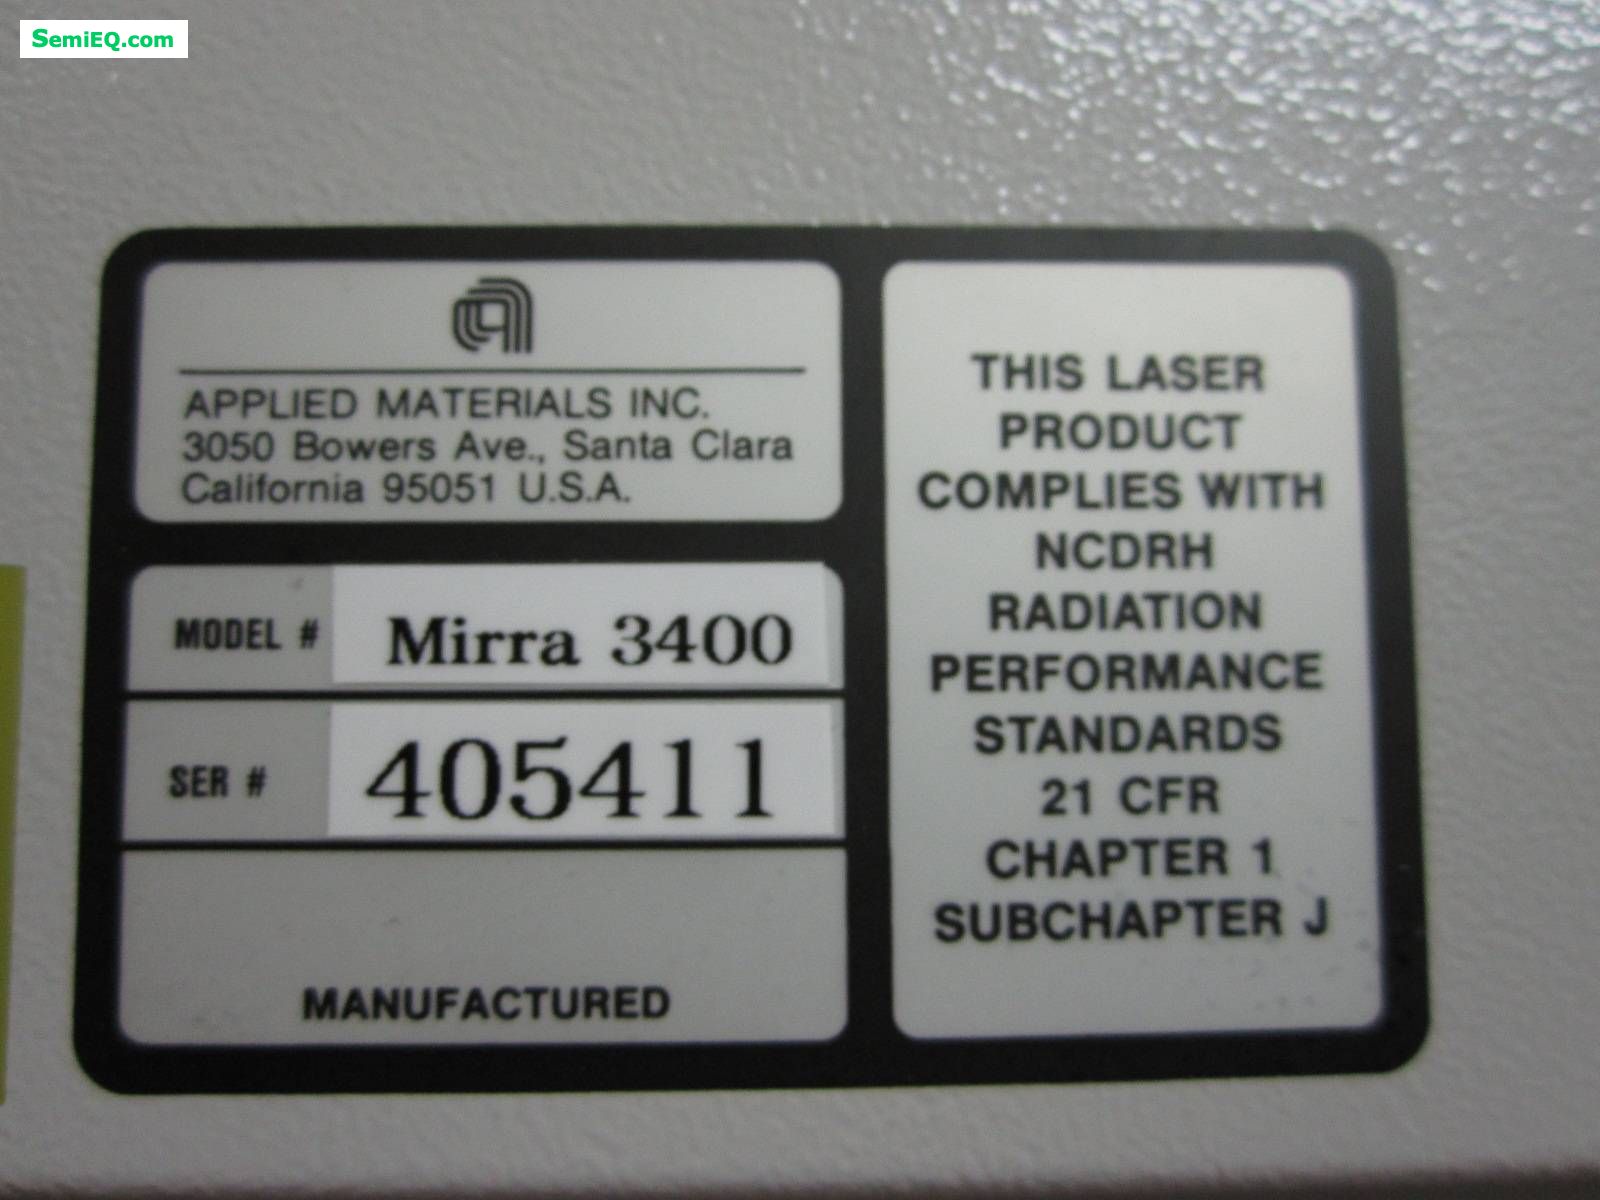 SemiEQ.com
APPLIED MATERIALS INC.
3050 Bowers Ave., Santa Clara
California 95051 U.S.A.
MODEL # Mirra 3400
SER # 405411
MANUFACTURED
THIS LASER
PRODUCT
COMPLIES WITH
NCDRH
RADIATION
PERFORMANCE
STANDARDS
21 CFR
CHAPTER 1
SUBCHAPTER J